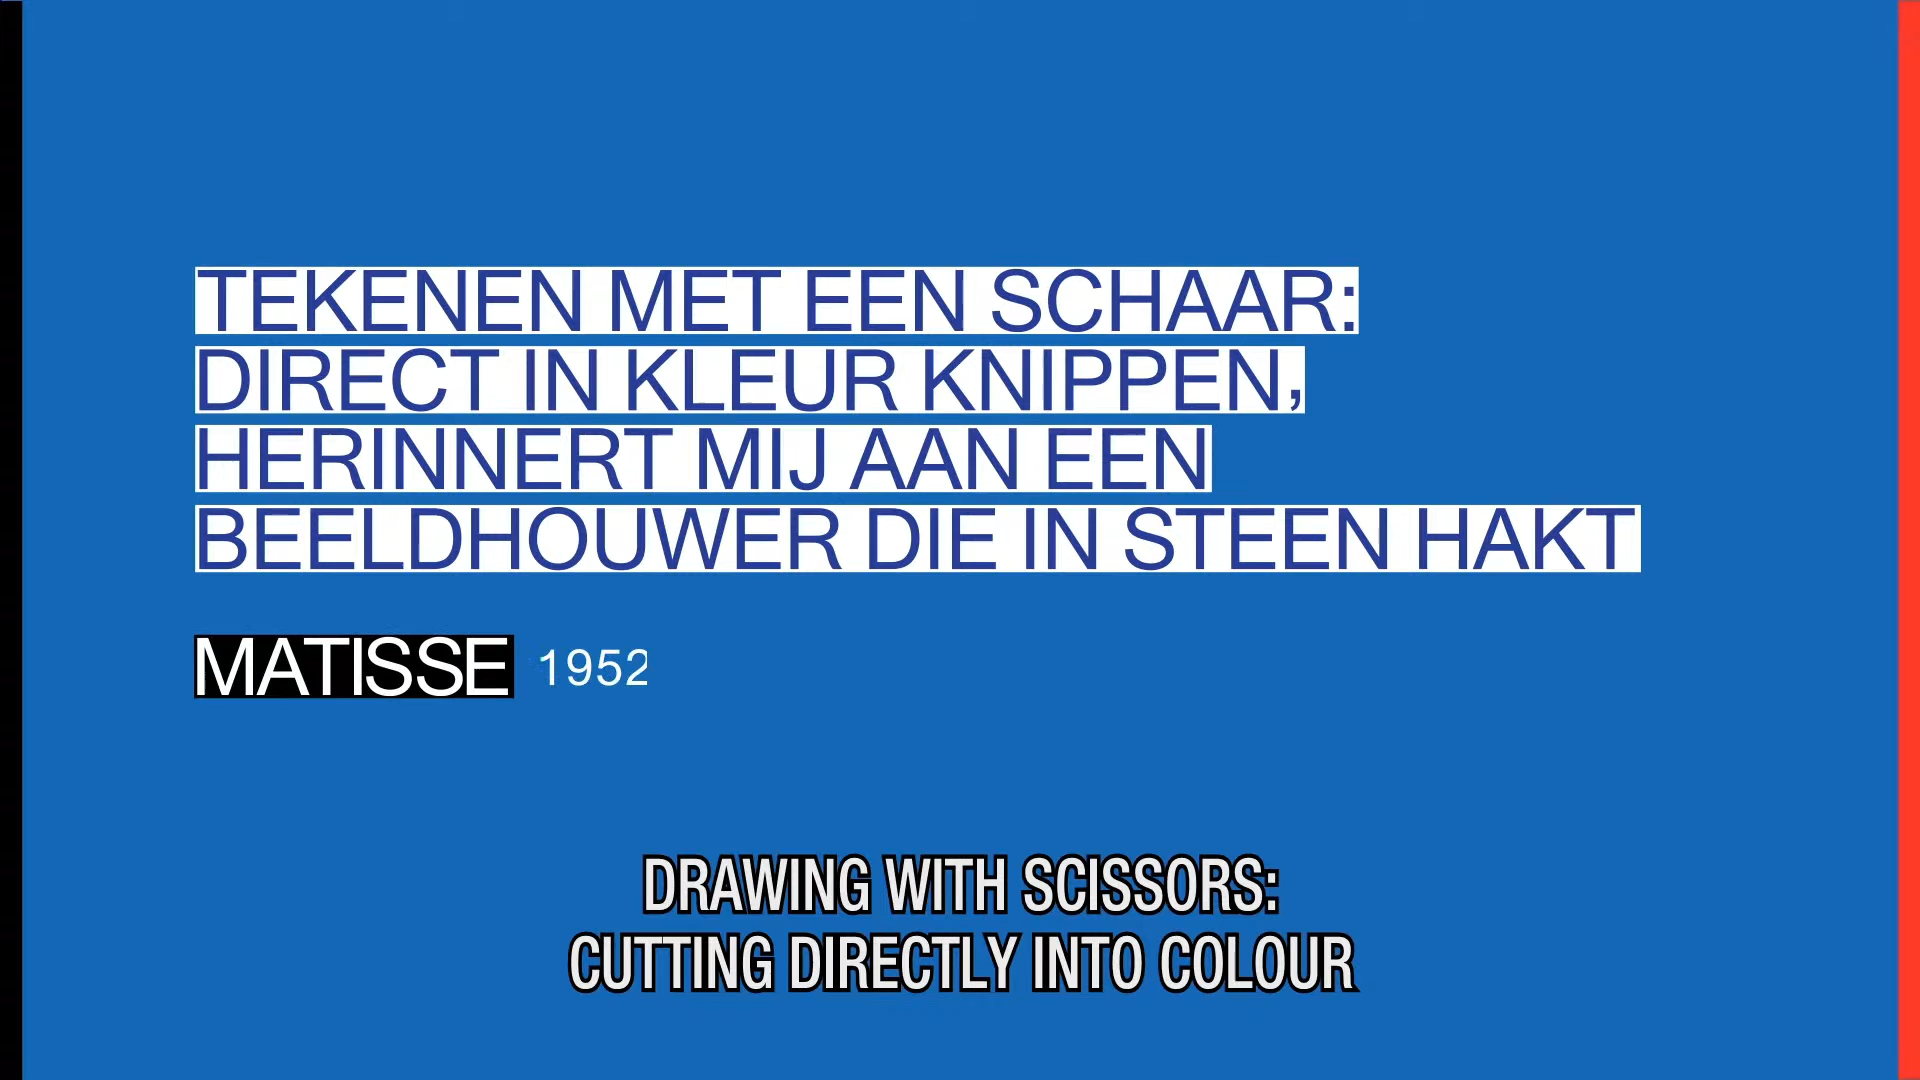 TEKENEN MET EEN SCHAAR:
DIRECT IN KLEUR KNIPPEN,
HERINNERT MIJ AAN EEN
BEELDHOUWER DIE IN STEEN HAKT
MATISSE 1952
DRAWING WITH SCISSORS:
CUTTING DIRECTLY INTO COLOUR